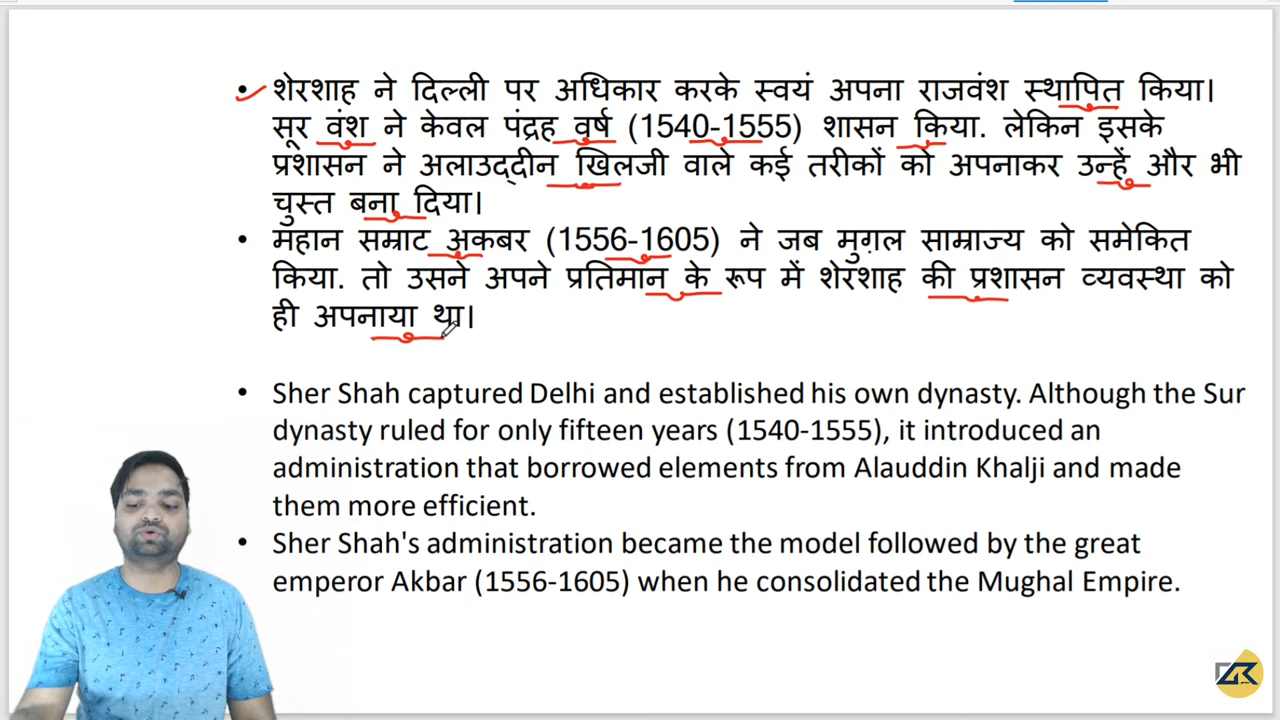 • शेरशाह ने दिल्ली पर अधिकार करके स्वयं अपना राजवंश स्थापित किया।
सूर वंश ने केवल पंद्रह वर्ष (1540-1555) शासन किया. लेकिन इसके
प्रशासन ने अलाउद्दीन खिलजी वाले कई तरीकों को अपनाकर उन्हें और भी
चुस्त बना दिया।
• महान सम्राट अकबर (1556-1605) ने जब मुग़ल साम्राज्य को समेकित
किया. तो उसने अपने प्रतिमान के रूप में शेरशाह की प्रशासन व्यवस्था को
ही अपनाया था।
• Sher Shah captured Delhi and established his own dynasty. Although the Sur
dynasty ruled for only fifteen years (1540-1555), it introduced an
administration that borrowed elements from Alauddin Khalji and made
them more efficient.
• Sher Shah's administration became the model followed by the great
emperor Akbar (1556-1605) when he consolidated the Mughal Empire.